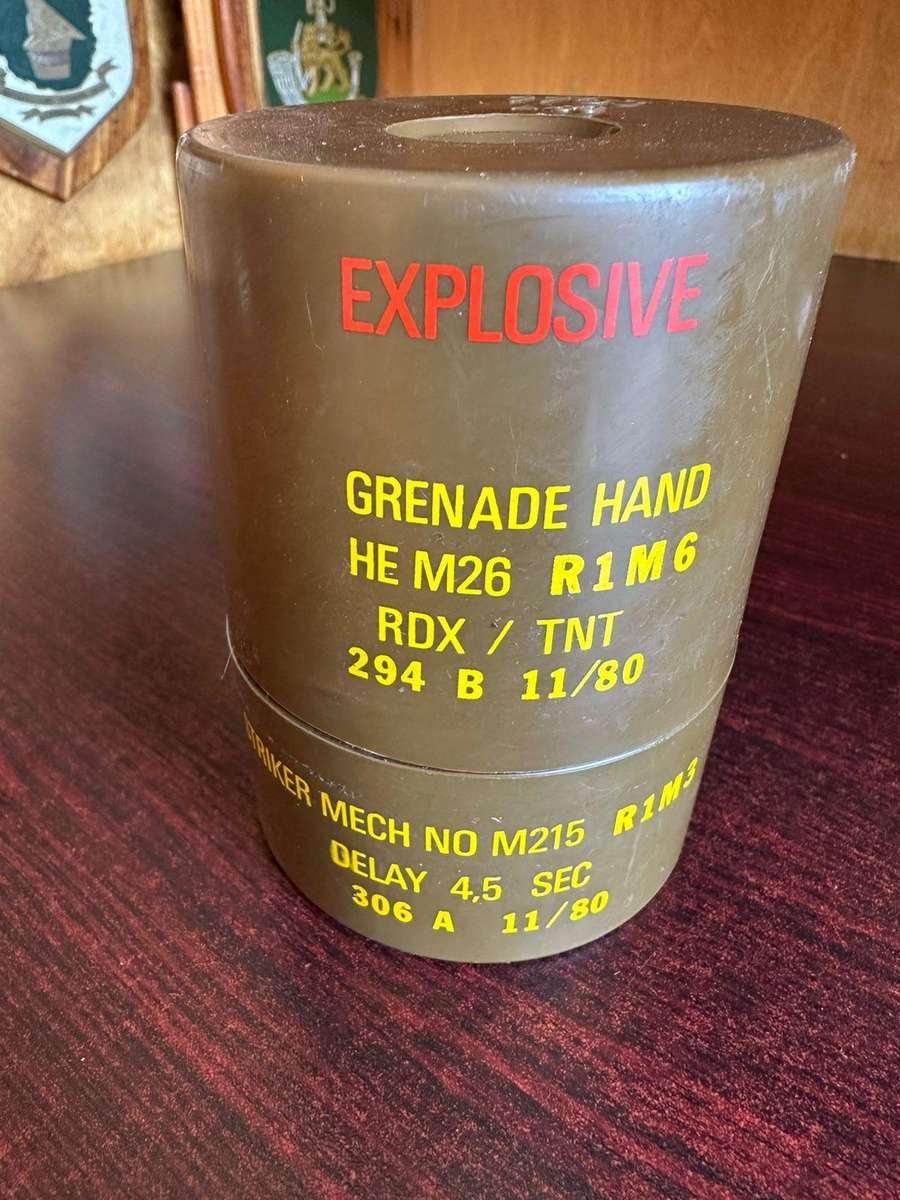 EXPLOSIVE
GRENADE HAND
HE M26 R1M6
RDX / TNT
294 B 11/80
STRIKER MECH NO M215 R1M3
DELAY 4,5 SEC
306 A 11/80